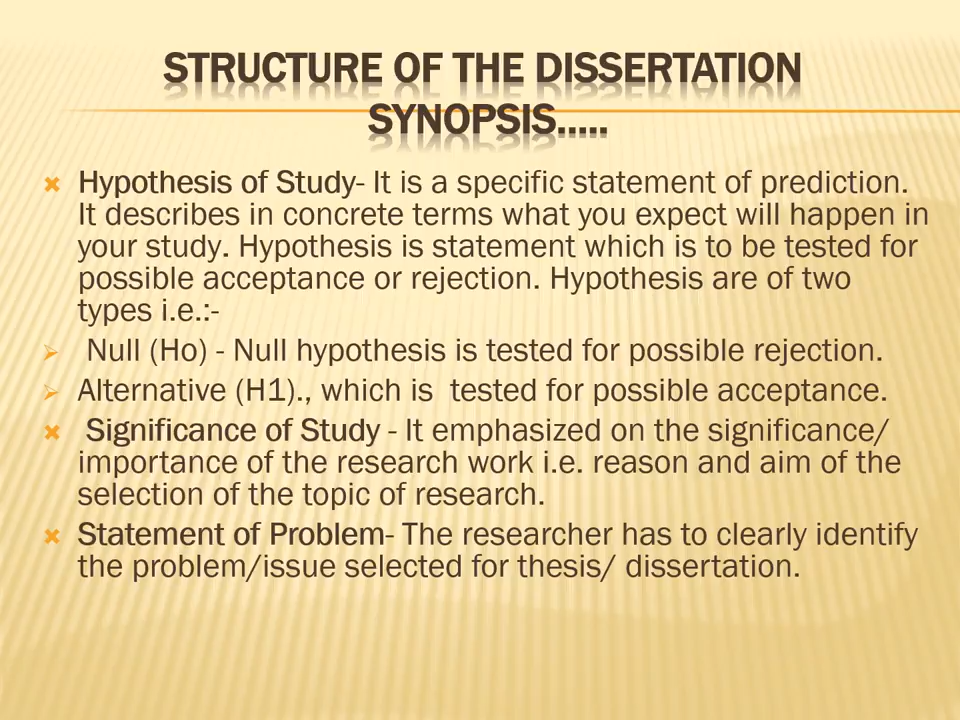 STRUCTURE OF THE DISSERTATION
SYNOPSIS.....
Hypothesis of Study- It is a specific statement of prediction.
It describes in concrete terms what you expect will happen in
your study. Hypothesis is statement which is to be tested for
possible acceptance or rejection. Hypothesis are of two
types i.e.:-
Null (Ho) - Null hypothesis is tested for possible rejection.
Alternative (H1)., which is tested for possible acceptance.
Significance of Study - It emphasized on the significance/
importance of the research work i.e. reason and aim of the
selection of the topic of research.
Statement of Problem- The researcher has to clearly identify
the problem/issue selected for thesis/ dissertation.